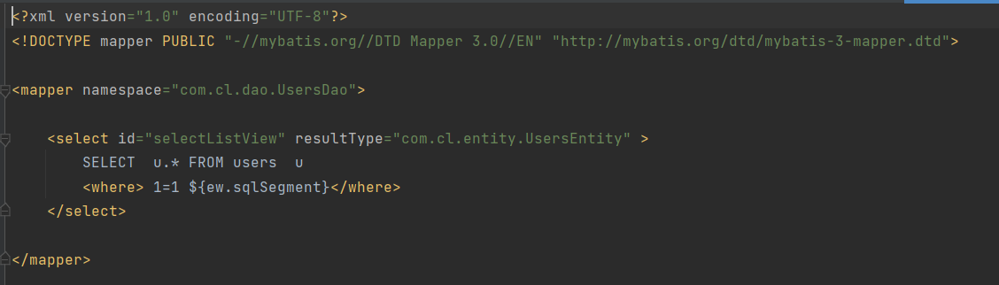 <?xml version="1.0" encoding="UTF-8"?>
<!DOCTYPE mapper PUBLIC "-//mybatis.org//DTD Mapper 3.0//EN" "http://mybatis.org/dtd/mybatis-3-mapper.dtd">
<mapper namespace="com.cl.dao.UsersDao">
<select id="selectListView" resultType="com.cl.entity.UsersEntity" >
SELECT  u.* FROM users  u
<where> 1=1 ${ew.sqlSegment}</where>
</select>
</mapper>